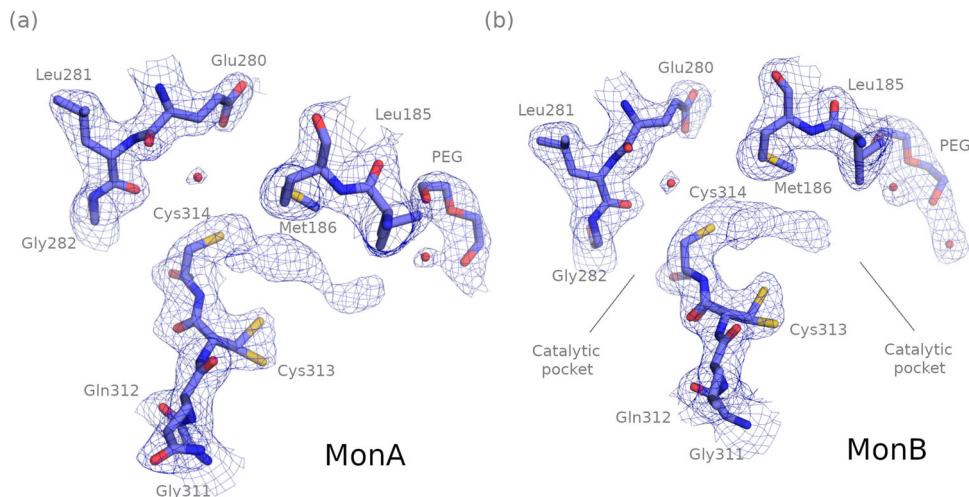 (a)
Leu281
Glu280
Leu185
PEG
Cys314
Met186
Gly282
Cys313
Gln312
Gly311
MonA
(b)
Glu280
Leu185
Leu281
PEG
Cys314
Met186
Gly282
Cys313
Catalytic
pocket
Catalytic
pocket
Gln312
Gly311
MonB